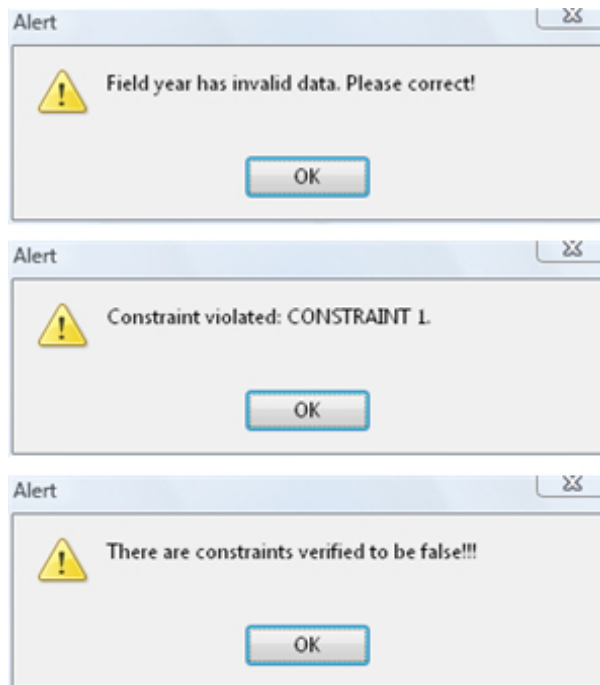 Alert
Field year has invalid data. Please correct!
OK
Alert
Constraint violated: CONSTRAINT 1.
OK
Alert
There are constraints verified to be false!!!
OK